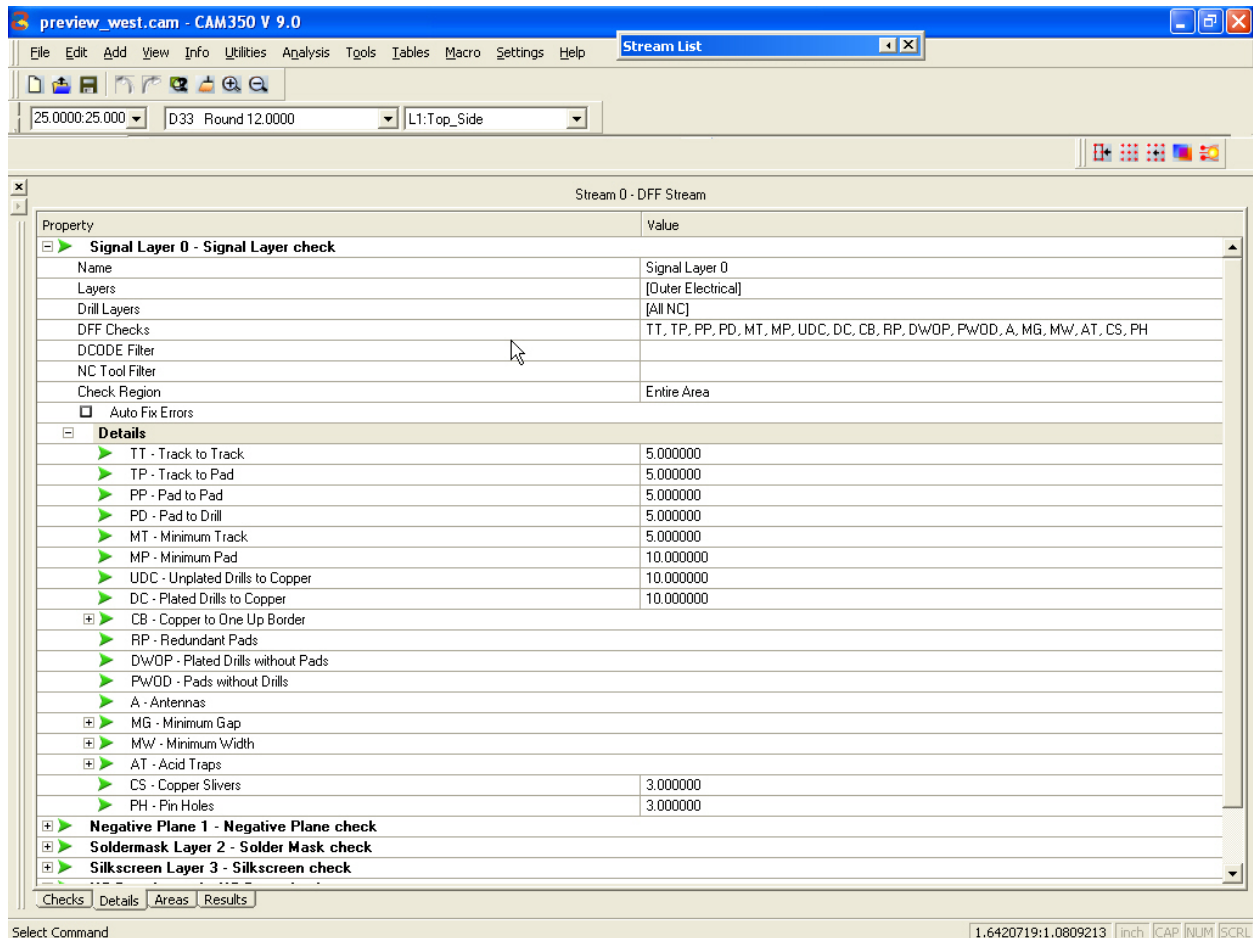 preview_west.cam - CAM350 V 9.0
File Edit Add View Info Utilities Analysis Tools Tables Macro Settings Help
Stream List
25.0000:25.000 D33 Round 12.0000 L1:Top_Side
Stream 0 - DFF Stream
Property Value
Signal Layer 0 - Signal Layer check
Name Signal Layer 0
Layers [Outer Electrical]
Drill Layers [All NC]
DFF Checks TT, TP, PP, PD, MT, MP, UDC, DC, CB, RP, DWOP, PWOD, A, MG, MW, AT, CS, PH
DCODE Filter
NC Tool Filter
Check Region Entire Area
Auto Fix Errors
Details
TT - Track to Track 5.000000
TP - Track to Pad 5.000000
PP - Pad to Pad 5.000000
PD - Pad to Drill 5.000000
MT - Minimum Track 5.000000
MP - Minimum Pad 10.000000
UDC - Unplated Drills to Copper 10.000000
DC - Plated Drills to Copper 10.000000
CB - Copper to One Up Border
RP - Redundant Pads
DWOP - Plated Drills without Pads
PWOD - Pads without Drills
A - Antennas
MG - Minimum Gap
MW - Minimum Width
AT - Acid Traps
CS - Copper Slivers 3.000000
PH - Pin Holes 3.000000
Negative Plane 1 - Negative Plane check
Soldermask Layer 2 - Solder Mask check
Silkscreen Layer 3 - Silkscreen check
Checks Details Areas Results
Select Command 1.6420719:1.0809213 inch CAP NUM SCRL